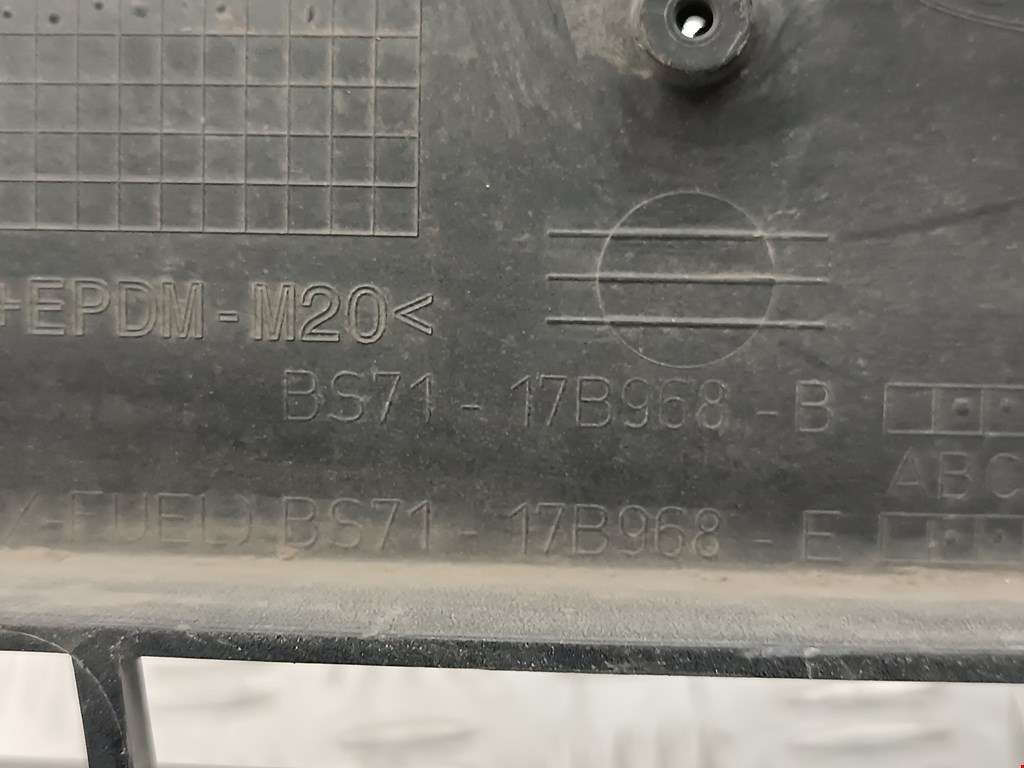 +EPDM-M20<
BS71 - 17B968 - B
ABC
-FUEL) BS71 - 17B968 - E